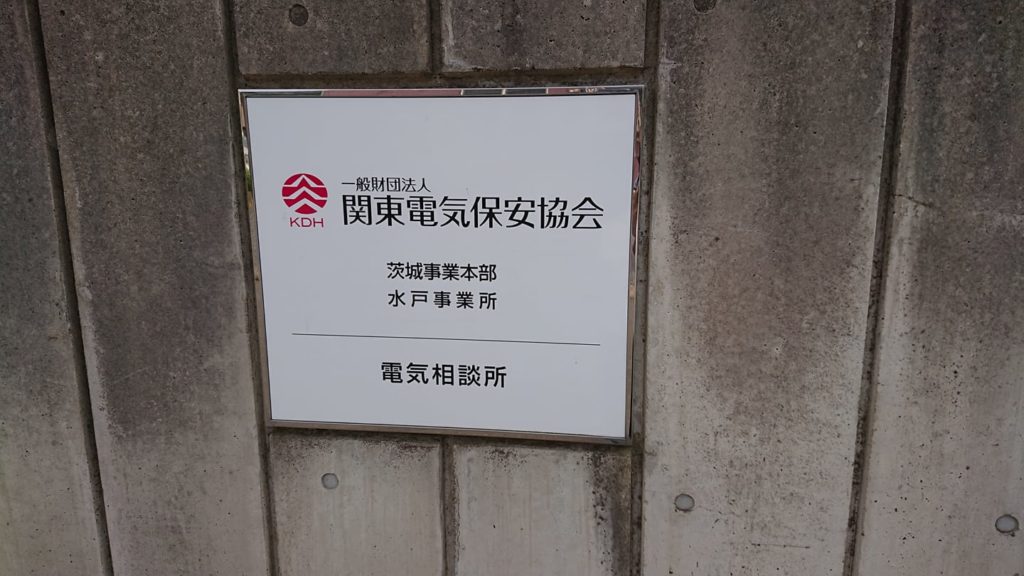 一般財団法人
KDH 関東電気保安協会
茨城事業本部
水戸事業所
電気相談所